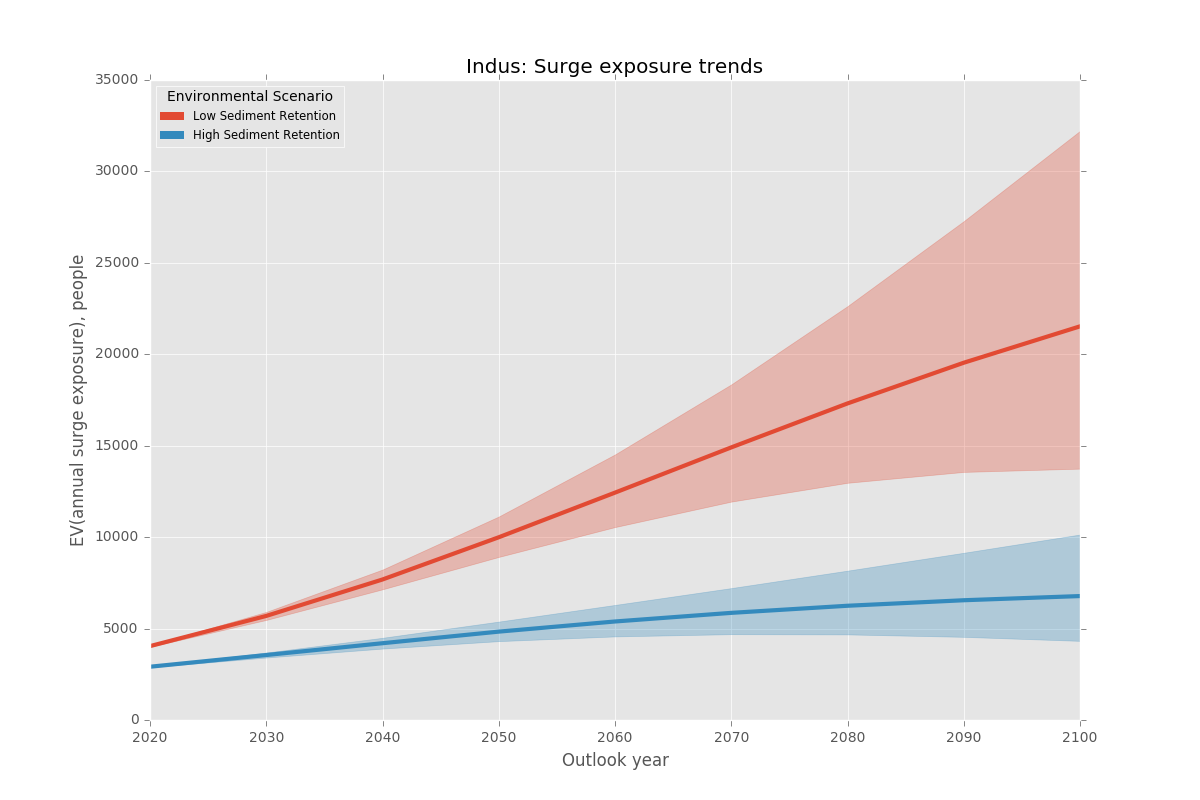 Indus: Surge exposure trends
Environmental Scenario
Low Sediment Retention
High Sediment Retention
EV(annual surge exposure), people
35000
30000
25000
20000
15000
10000
5000
0
2020 2030 2040 2050 2060 2070 2080 2090 2100
Outlook year